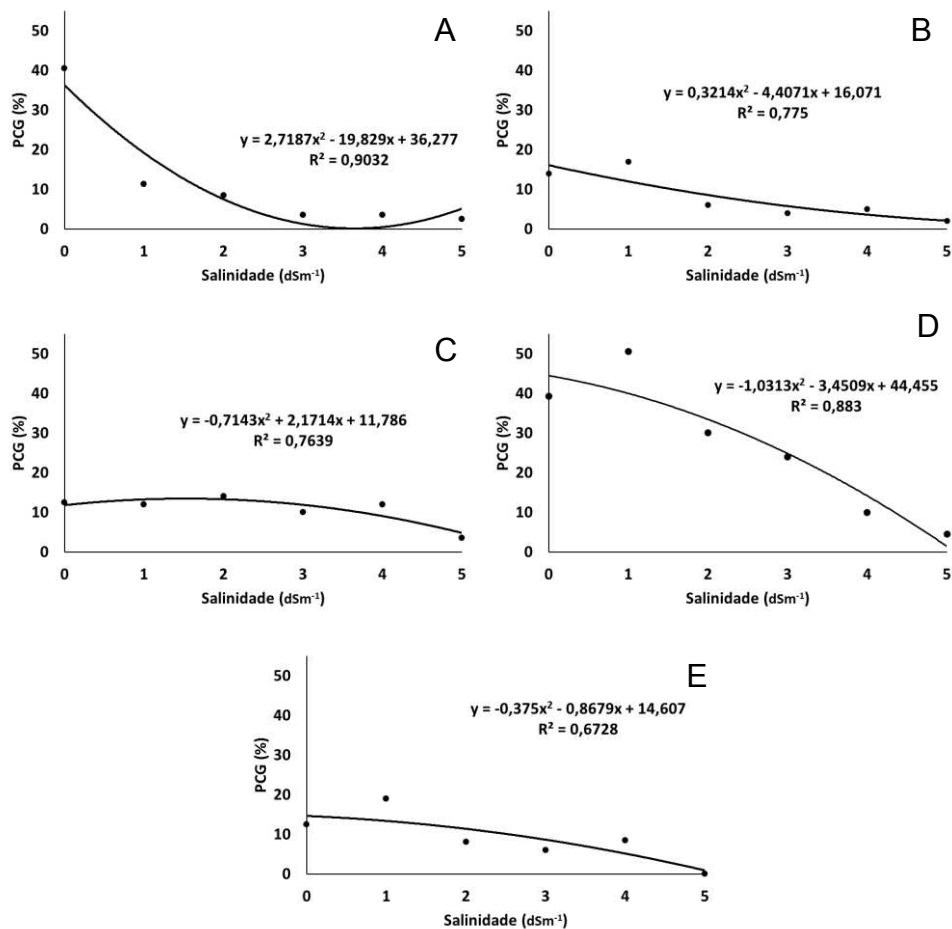 A
50
40
30
20
10
0
PCG (%)
y = 2,7187x² - 19,829x + 36,277
R² = 0,9032
0 1 2 3 4 5
Salinidade (dSm⁻¹)
B
50
40
30
20
10
0
PCG (%)
y = 0,3214x² - 4,4071x + 16,071
R² = 0,775
0 1 2 3 4 5
Salinidade (dSm⁻¹)
C
50
40
30
20
10
0
PCG (%)
y = -0,7143x² + 2,1714x + 11,786
R² = 0,7639
0 1 2 3 4 5
Salinidade (dSm⁻¹)
D
50
40
30
20
10
0
PCG (%)
y = -1,0313x² - 3,4509x + 44,455
R² = 0,883
0 1 2 3 4 5
Salinidade (dSm⁻¹)
E
50
40
30
20
10
0
PCG (%)
y = -0,375x² - 0,8679x + 14,607
R² = 0,6728
0 1 2 3 4 5
Salinidade (dSm⁻¹)